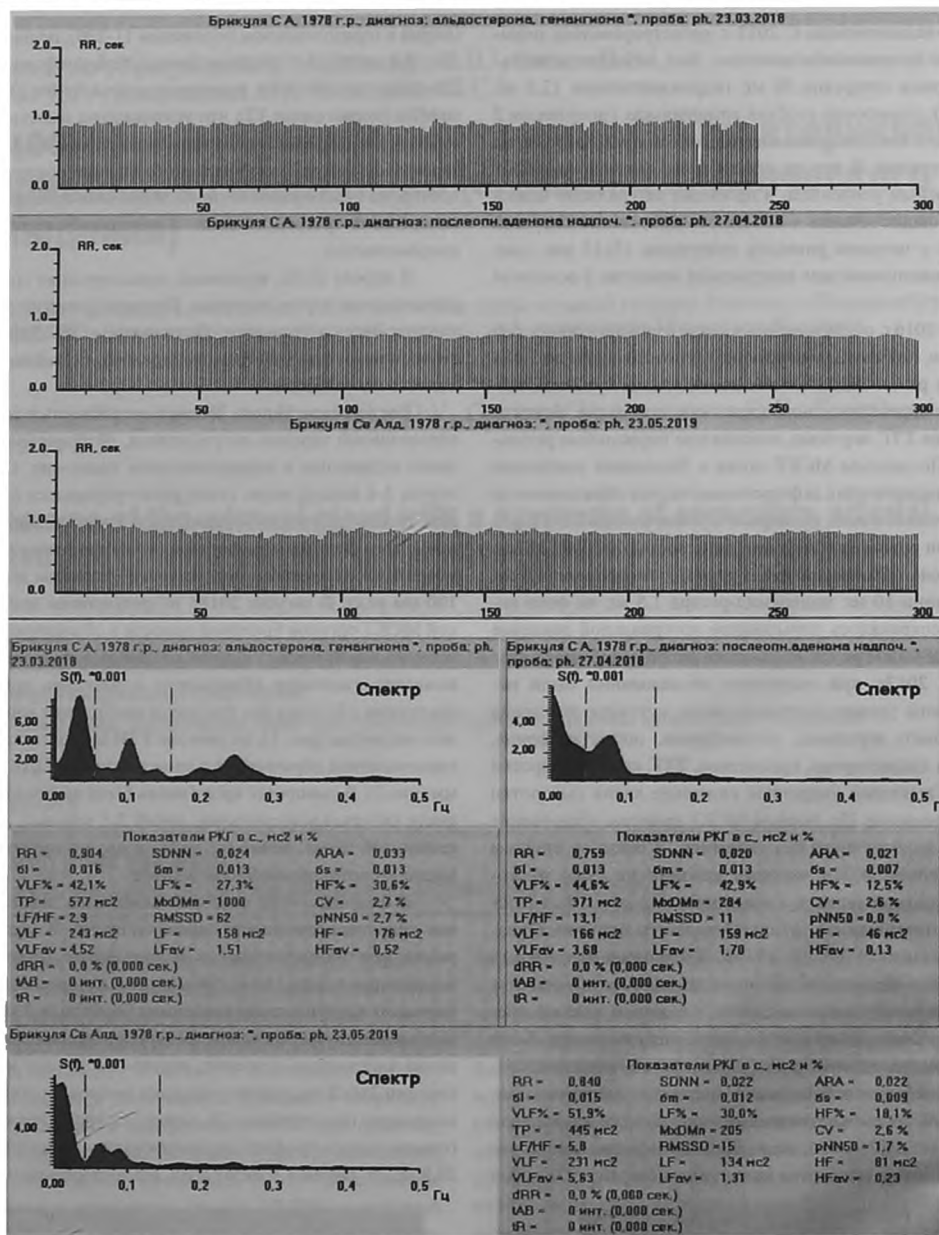 Брикуля С А, 1978 г.р., диагноз: альдостерома, гемангиома *, проба: ph, 23.03.2018
RR, сек
2.0
1.0
0.0
50 100 150 200 250 300
Брикуля С А, 1978 г.р., диагноз: послеопн.аденома надпоч. *, проба: ph, 27.04.2018
RR, сек
2.0
1.0
0.0
50 100 150 200 250 300
Брикуля Св Алд, 1978 г.р., диагноз: *, проба: ph, 23.05.2019
RR, сек
2.0
1.0
0.0
50 100 150 200 250 300
Брикуля С А, 1978 г.р., диагноз: альдостерома, гемангиома *, проба: ph,
23.03.2018
S(f), *0.001
Спектр
6,00
4,00
2,00
0,00 0,1 0,2 0,3 0,4 0,5
Гц
Показатели РКГ в с., мс2 и %
RR = 0,904 SDNN = 0,024 ARA = 0,033
бl = 0,016 бm = 0,013 бs = 0,013
VLF% = 42,1% LF% = 27,3% HF% = 30,6%
TP = 577 мс2 MxDMn = 1000 CV = 2,7 %
LF/HF = 2,9 RMSSD = 62 pNN50 = 2,7 %
VLF = 243 мс2 LF = 158 мс2 HF = 176 мс2
VLFav = 4,52 LFav = 1,51 HFav = 0,52
dRR = 0,0 % (0,000 сек.)
tAB = 0 инт. (0,000 сек.)
tR = 0 инт. (0,000 сек.)
Брикуля С А, 1978 г.р., диагноз: послеопн.аденома надпоч. *,
проба: ph, 27.04.2018
S(f), *0.001
Спектр
4,00
2,00
0,00 0,1 0,2 0,3 0,4 0,5
Гц
Показатели РКГ в с., мс2 и %
RR = 0,759 SDNN = 0,020 ARA = 0,021
бl = 0,013 бm = 0,013 бs = 0,007
VLF% = 44,6% LF% = 42,9% HF% = 12,5%
TP = 371 мс2 MxDMn = 284 CV = 2,6 %
LF/HF = 13,1 RMSSD = 11 pNN50 = 0,0 %
VLF = 166 мс2 LF = 159 мс2 HF = 46 мс2
VLFav = 3,68 LFav = 1,70 HFav = 0,13
dRR = 0,0 % (0,000 сек.)
tAB = 0 инт. (0,000 сек.)
tR = 0 инт. (0,000 сек.)
Брикуля Св Алд, 1978 г.р., диагноз: *, проба: ph, 23.05.2019
S(f), *0.001
Спектр
4,00
0,00 0,1 0,2 0,3 0,4 0,5
Гц
Показатели РКГ в с., мс2 и %
RR = 0,840 SDNN = 0,022 ARA = 0,022
бl = 0,015 бm = 0,012 бs = 0,009
VLF% = 51,9% LF% = 30,0% HF% = 18,1%
TP = 445 мс2 MxDMn = 205 CV = 2,6 %
LF/HF = 5,8 RMSSD =15 pNN50 = 1,7 %
VLF = 231 мс2 LF = 134 мс2 HF = 81 мс2
VLFav = 5,63 LFav = 1,31 HFav = 0,23
dRR = 0,0 % (0,000 сек.)
tAB = 0 инт. (0,000 сек.)
tR = 0 инт. (0,000 сек.)